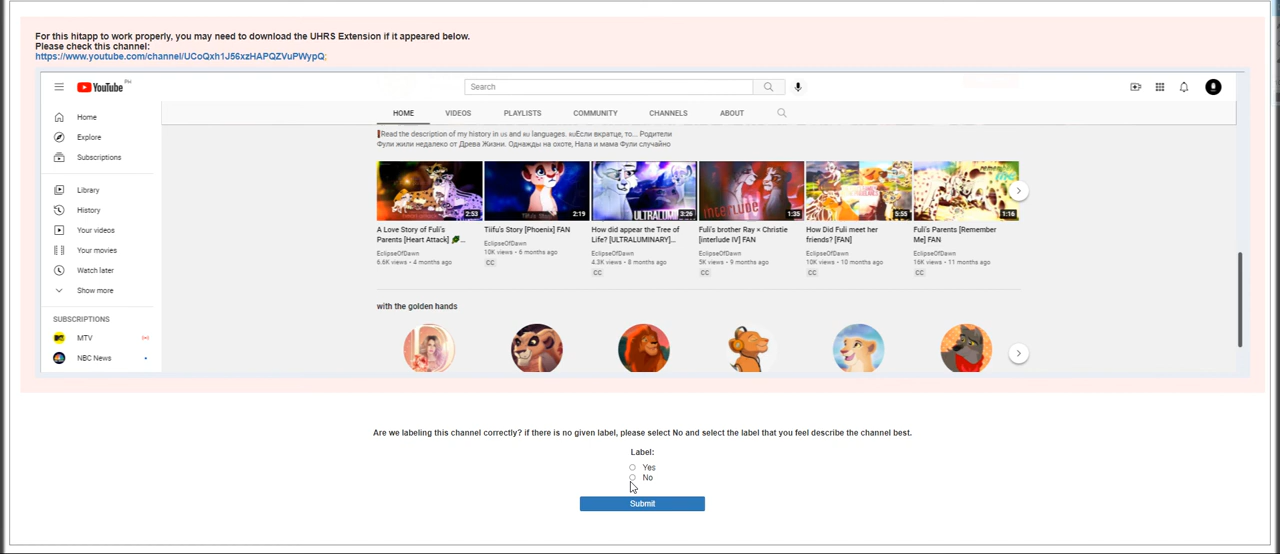 For this hitapp to work properly, you may need to download the UHRS Extension if it appeared below.
Please check this channel:
https://www.youtube.com/channel/UCoQxh1J56xzHAPQZVuPWypQ;
YouTube PH
Search
Home
Explore
Subscriptions
Library
History
Your videos
Your movies
Watch later
Show more
SUBSCRIPTIONS
MTV
NBC News
HOME VIDEOS PLAYLISTS COMMUNITY CHANNELS ABOUT
Read the description of my history in us and RU languages. RUЕсли вкратце, то... Родители
Фули жили недалеко от Древа Жизни. Однажды на охоте, Нала и мама Фули случайно
2:53
A Love Story of Fuli's
Parents [Heart Attack]
EclipseOfDawn
6.6K views • 4 months ago
Tiifu's Story
2:19
Tiifu's Story [Phoenix] FAN
EclipseOfDawn
10K views • 6 months ago
CC
ULTRALUM
3:26
How did appear the Tree of
Life? [ULTRALUMINARY]...
EclipseOfDawn
4.3K views • 8 months ago
CC
interlude
1:35
Fuli's brother Ray × Christie
[interlude IV] FAN
EclipseOfDawn
5K views • 9 months ago
CC
5:55
How Did Fuli meet her
friends? [FAN]
EclipseOfDawn
10K views • 10 months ago
CC
1:16
Fuli's Parents [Remember
Me] FAN
EclipseOfDawn
16K views • 11 months ago
CC
with the golden hands
Are we labeling this channel correctly? if there is no given label, please select No and select the label that you feel describe the channel best.
Label:
Yes
No
Submit